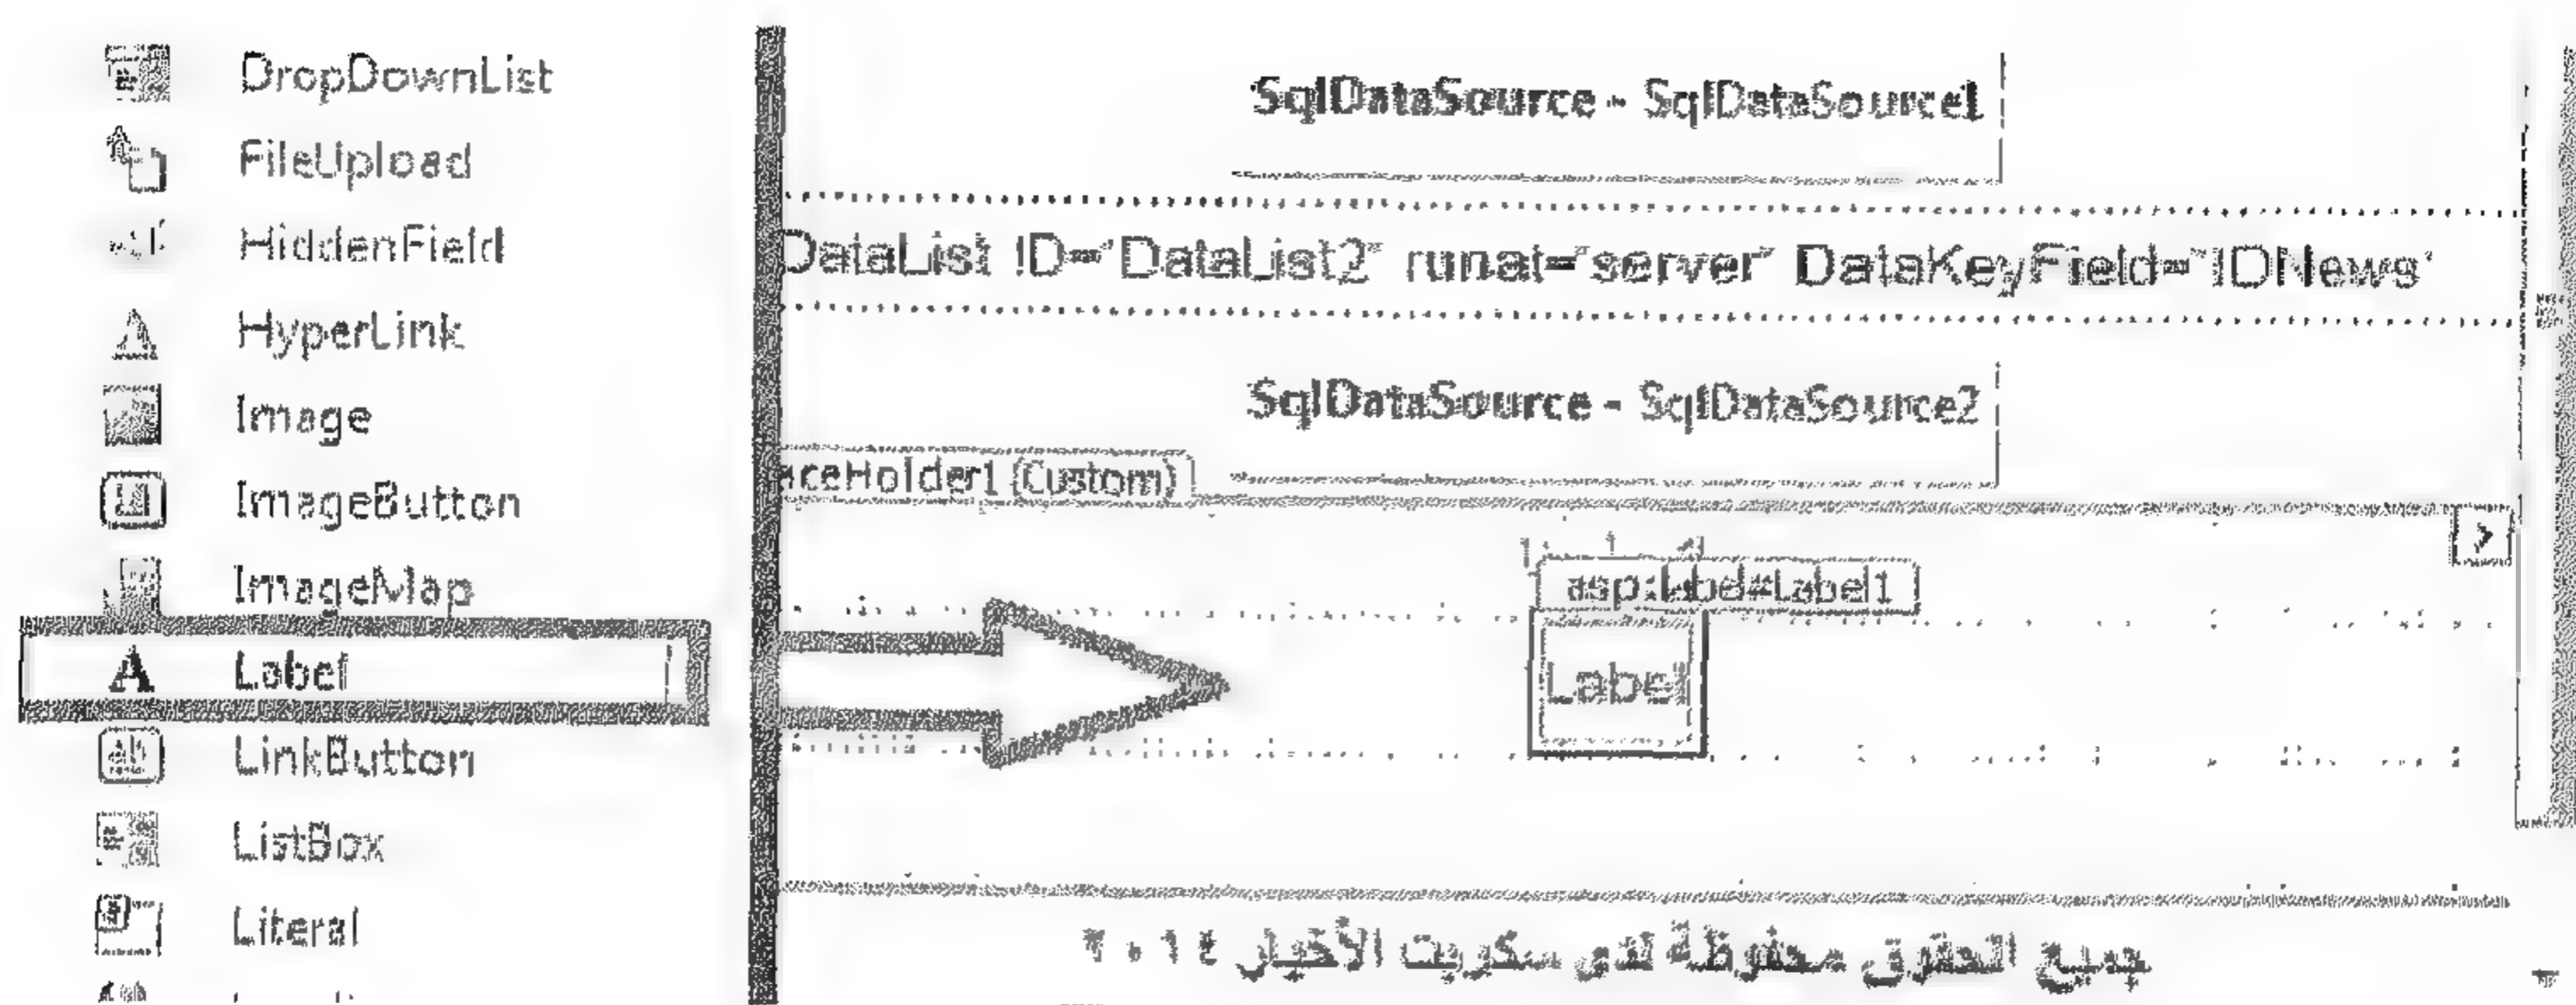 DropDownList
FileUpload
HiddenField
HyperLink
Image
ImageButton
ImageMap
Label
LinkButton
ListBox
Literal
SqlDataSource - SqlDataSource1
DataList ID="DataList2" runat="server" DataKeyField="IDNews"
SqlDataSource - SqlDataSource2
aceHolder1 (Custom)
asp:Label#Label1
Label
جميع الحقوق محفوظة لدى سكربت الأخبار ٢٠١٤